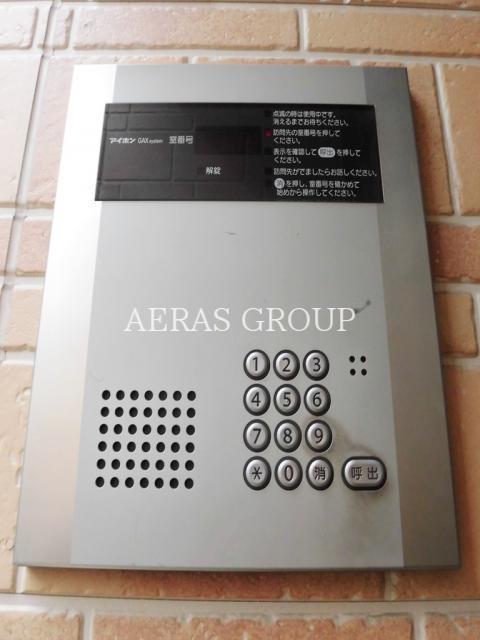 点滅の時は使用中です。
消えるまでお待ちください。
訪問先の室番号を押して
ください。
アイホン GAX system 室番号
表示を確認して 呼出 を押して
ください。
解錠
訪問先がでましたらお話しください。
消 を押し、室番号を確かめて
始めから操作してください。
AERAS GROUP
1 2 3
4 5 6
7 8 9
* 0 消 呼出